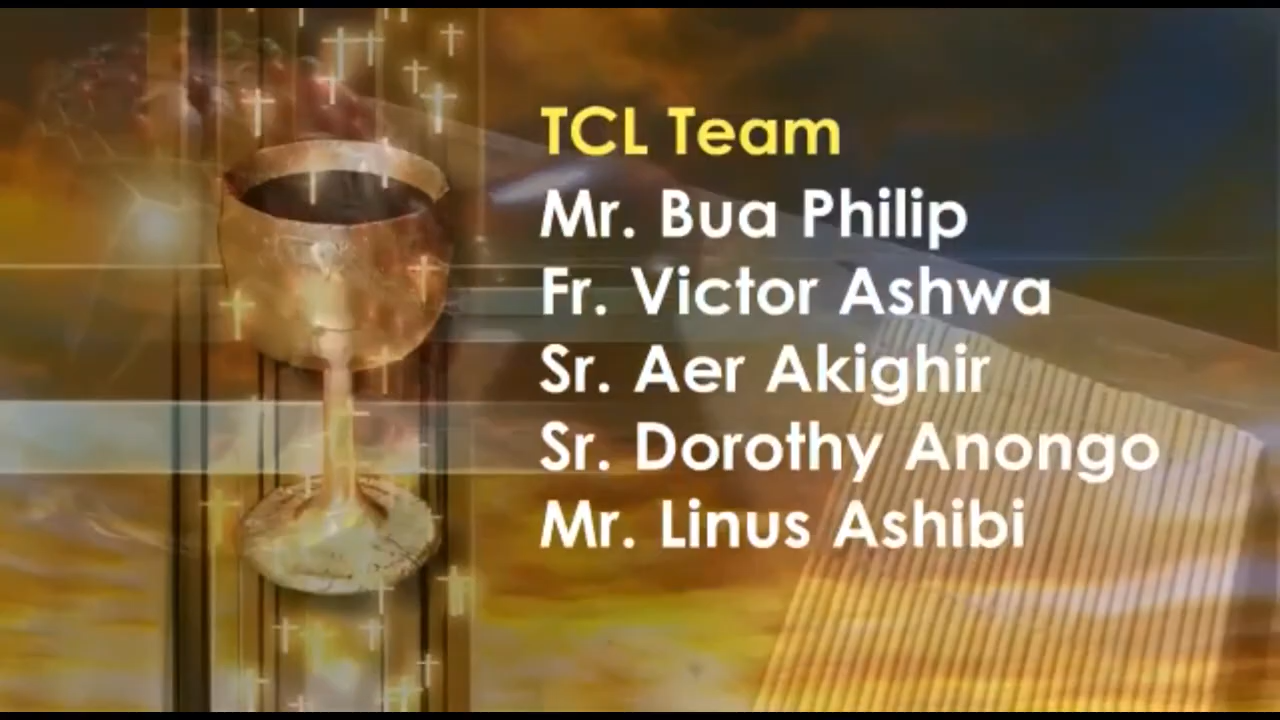 TCL Team
Mr. Bua Philip
Fr. Victor Ashwa
Sr. Aer Akighir
Sr. Dorothy Anongo
Mr. Linus Ashibi